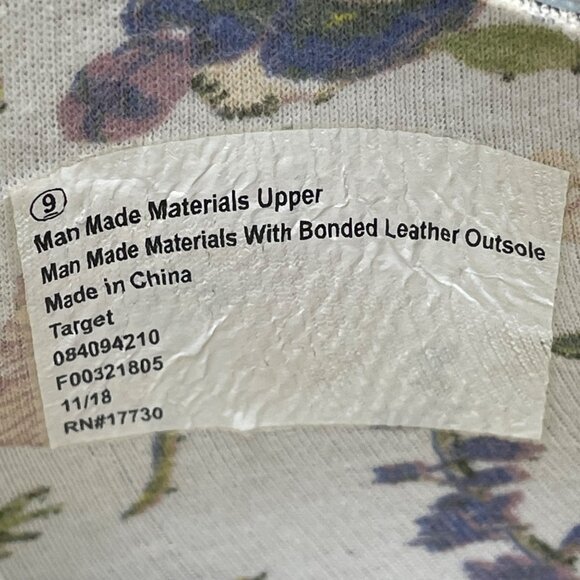 9
Man Made Materials Upper
Man Made Materials With Bonded Leather Outsole
Made in China
Target
084094210
F00321805
11/18
RN#17730